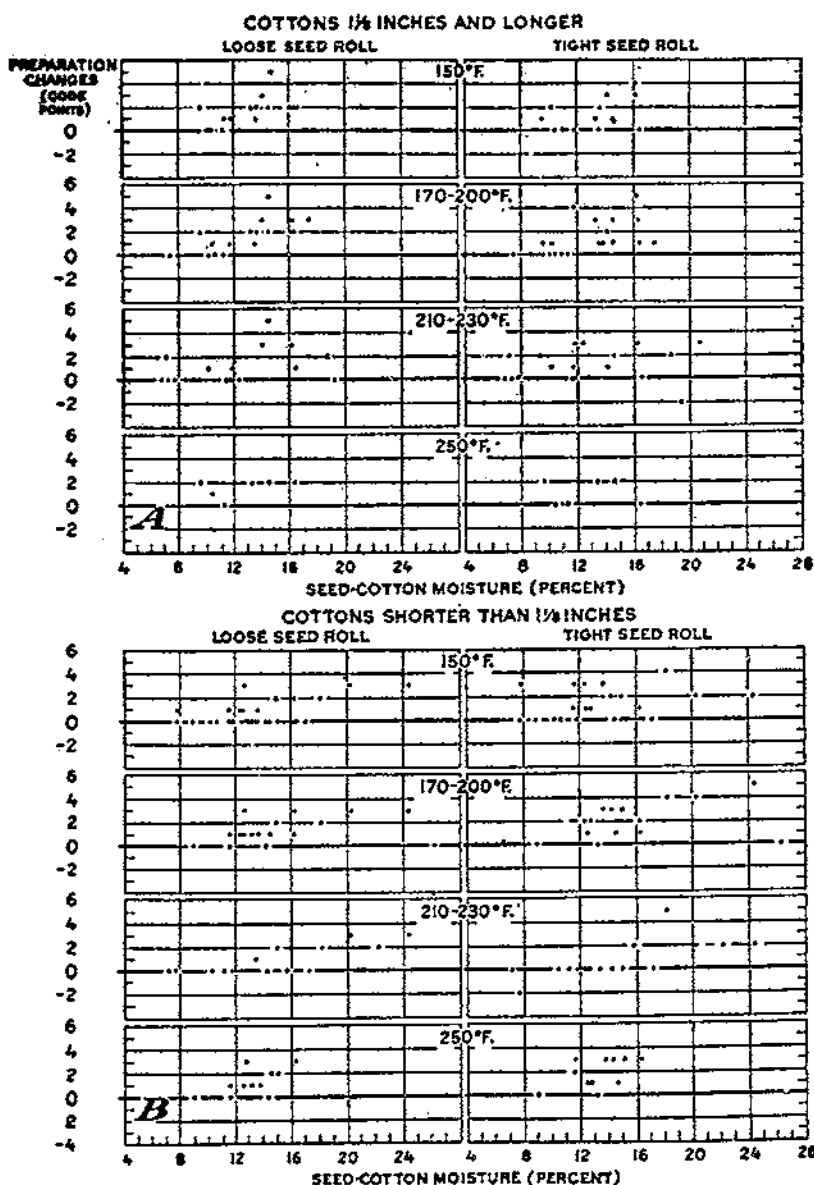 COTTONS 1⅛ INCHES AND LONGER
LOOSE SEED ROLL TIGHT SEED ROLL
PREPARATION
CHANGES
(CODE
POINTS)
150°F.
0
-2
6
170-200°F.
4
2
0
-2
6
210-230°F.
4
2
0
-2
6
250°F.
4
2
0
-2
A
4 8 12 16 20 24 4 8 12 16 20 24 28
SEED-COTTON MOISTURE (PERCENT)
COTTONS SHORTER THAN 1⅛ INCHES
LOOSE SEED ROLL TIGHT SEED ROLL
6
150°F.
4
2
0
-2
6
170-200°F.
4
2
0
-2
6
210-230°F.
4
2
0
-2
6
250°F.
4
2
0
-2
-4
B
4 8 12 16 20 24 4 8 12 16 20 24 28
SEED-COTTON MOISTURE (PERCENT)